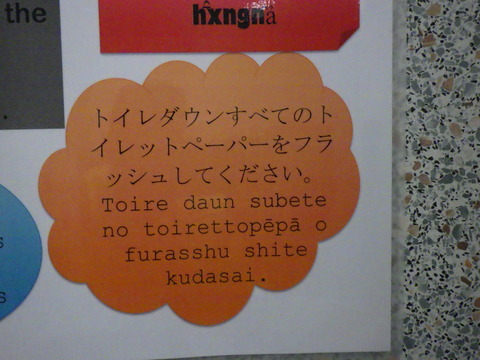 the
ĥxngn̂ả
トイレダウンすべてのト
イレットペーパーをフラ
ッシュしてください。
Toire daun subete
no toirettopēpā o
furasshu shite
kudasai.
s
s